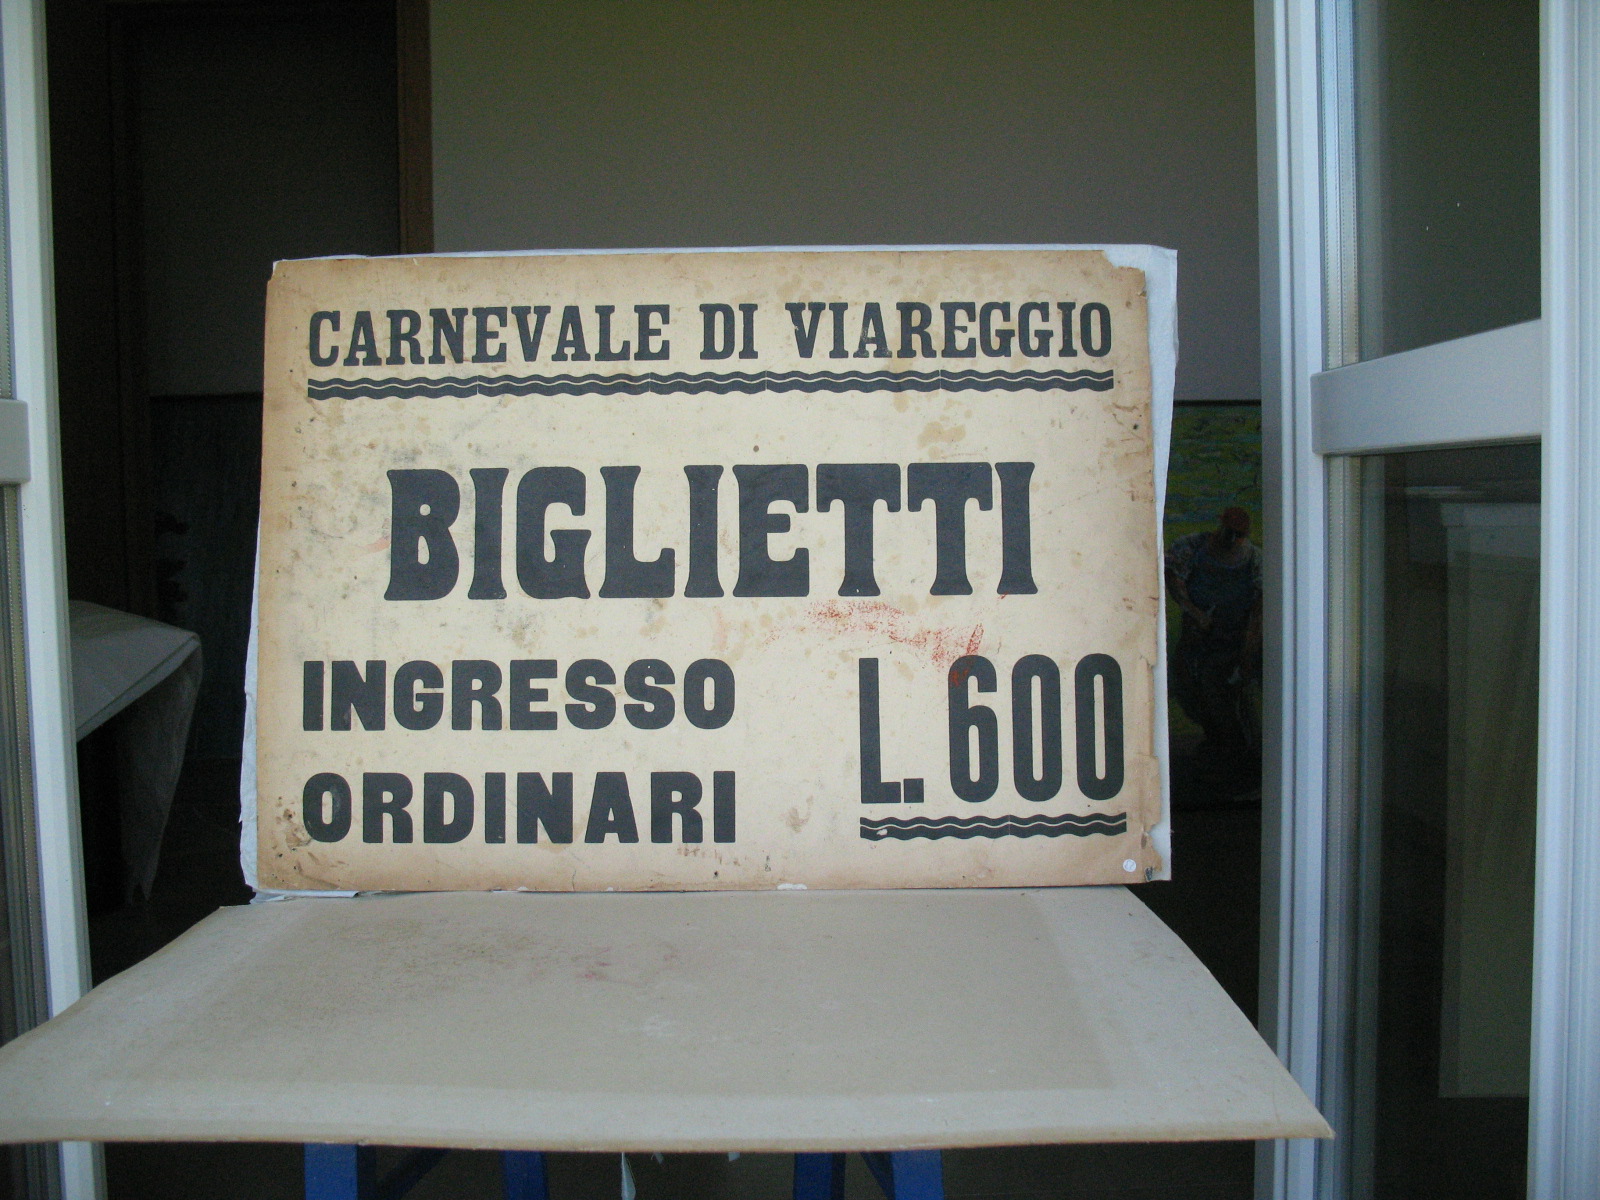 CARNEVALE DI VIAREGGIO
BIGLIETTI
INGRESSO
ORDINARI
L. 600